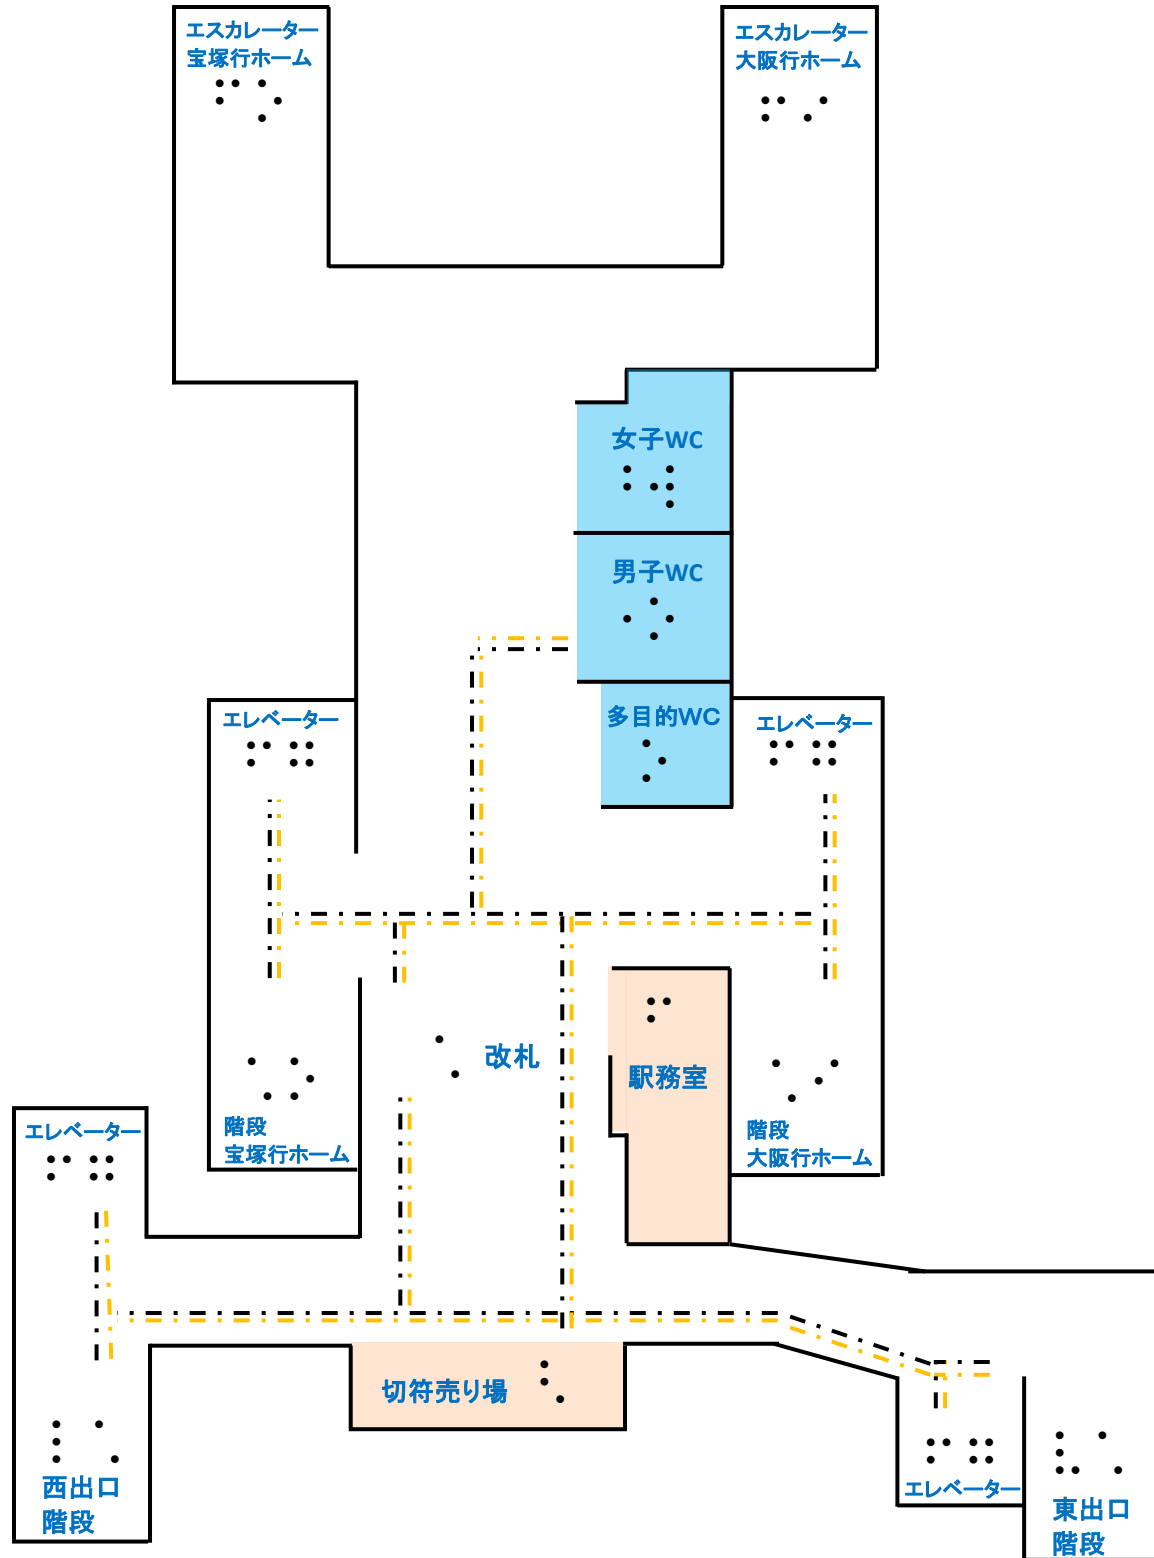 エスカレーター
宝塚行ホーム
エスカレーター
大阪行ホーム
女子WC
男子WC
多目的WC
エレベーター
エレベーター
改札
駅務室
階段
宝塚行ホーム
階段
大阪行ホーム
エレベーター
切符売り場
西出口
階段
エレベーター
東出口
階段